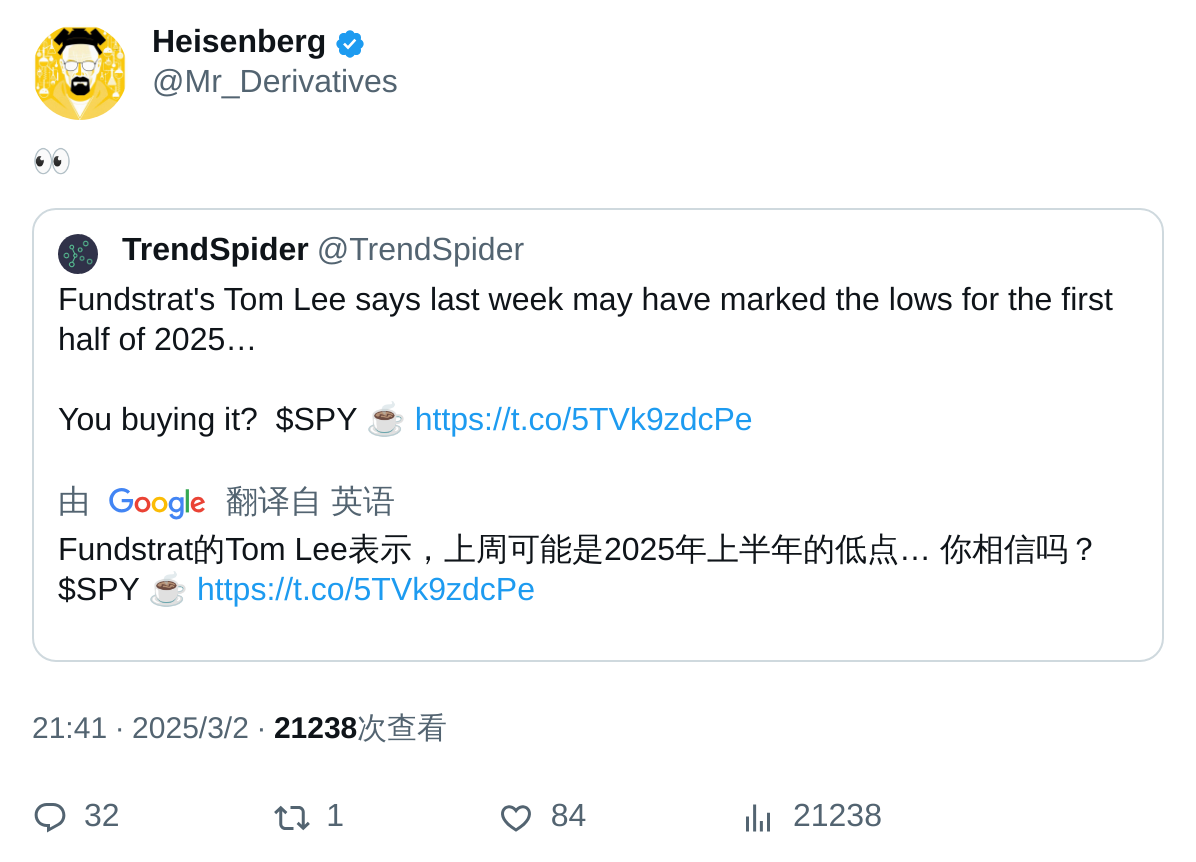 Heisenberg
@Mr_Derivatives
👀
TrendSpider @TrendSpider
Fundstrat's Tom Lee says last week may have marked the lows for the first
half of 2025…
You buying it?  $SPY ☕ https://t.co/5TVk9zdcPe
由 Google 翻译自 英语
Fundstrat的Tom Lee表示，上周可能是2025年上半年的低点… 你相信吗？
$SPY ☕ https://t.co/5TVk9zdcPe
21:41 · 2025/3/2 · 21238次查看
32 1 84 21238